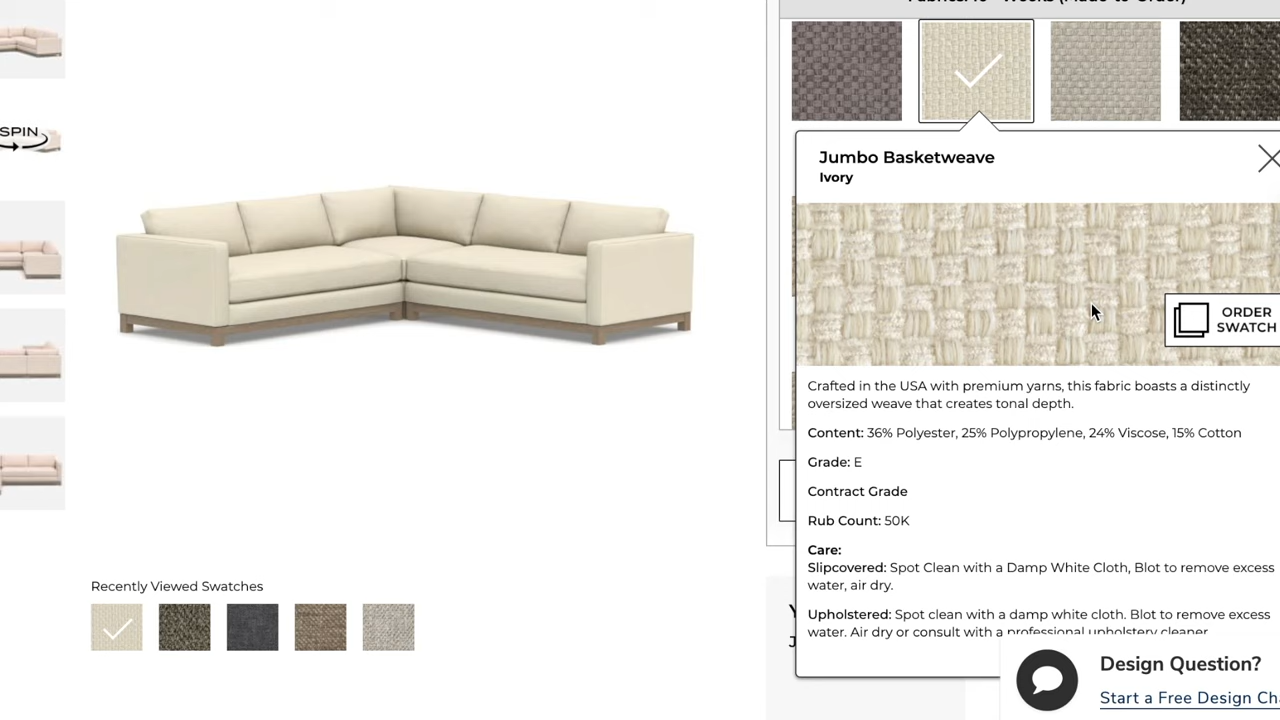 SPIN
Jumbo Basketweave
Ivory
ORDER
SWATCH
Crafted in the USA with premium yarns, this fabric boasts a distinctly
oversized weave that creates tonal depth.
Content: 36% Polyester, 25% Polypropylene, 24% Viscose, 15% Cotton
Grade: E
Contract Grade
Rub Count: 50K
Care:
Slipcovered: Spot Clean with a Damp White Cloth, Blot to remove excess
water, air dry.
Upholstered: Spot clean with a damp white cloth. Blot to remove excess
water. Air dry or consult with a professional upholstery cleaner.
Recently Viewed Swatches
Design Question?
Start a Free Design